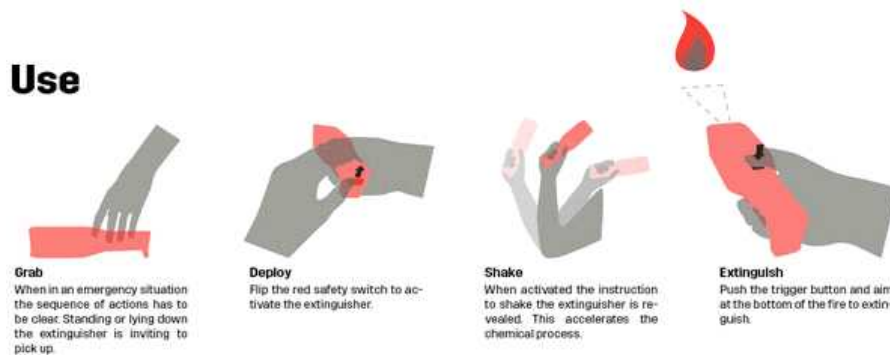 Use
Grab
When in an emergency situation
the sequence of actions has to
be clear. Standing or lying down
the extinguisher is inviting to
pick up.
Deploy
Flip the red safety switch to ac-
tivate the extinguisher.
Shake
When activated the instruction
to shake the extinguisher is re-
vealed. This accelerates the
chemical process.
Extinguish
Push the trigger button and aim
at the bottom of the fire to extin-
guish.